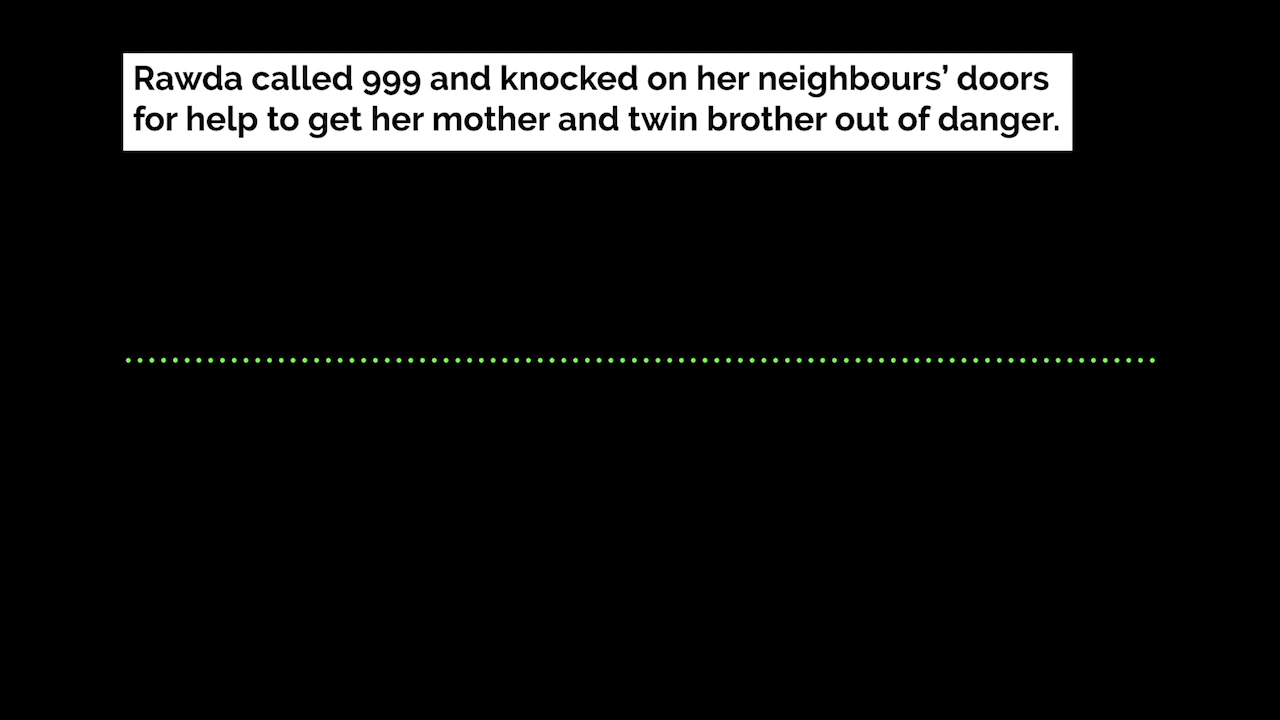 Rawda called 999 and knocked on her neighbours’ doors
for help to get her mother and twin brother out of danger.